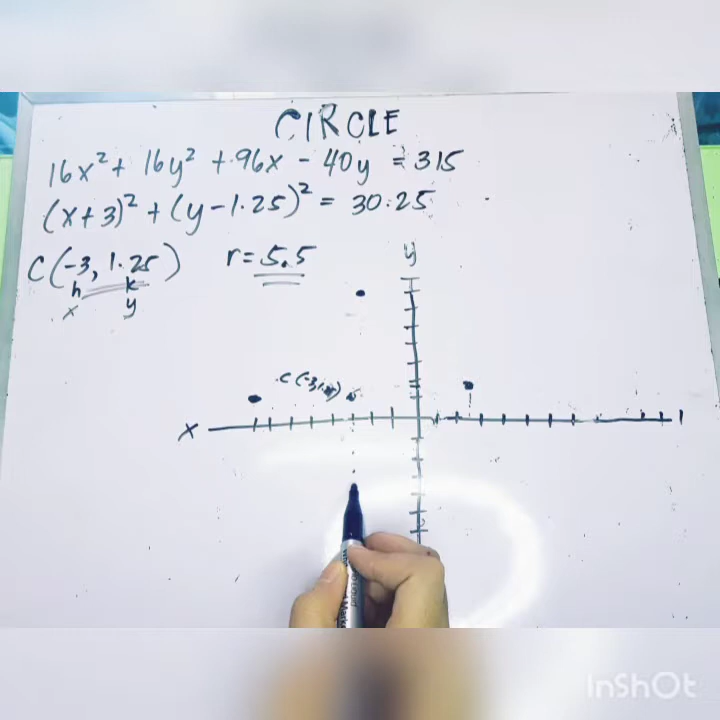 CIRCLE
16x² + 16y² + 96x - 40y = 315
(x+3)² + (y-1.25)² = 30.25
C(-3, 1.25) r = 5.5
h k
x y
y
C(-3,
x
InShOt